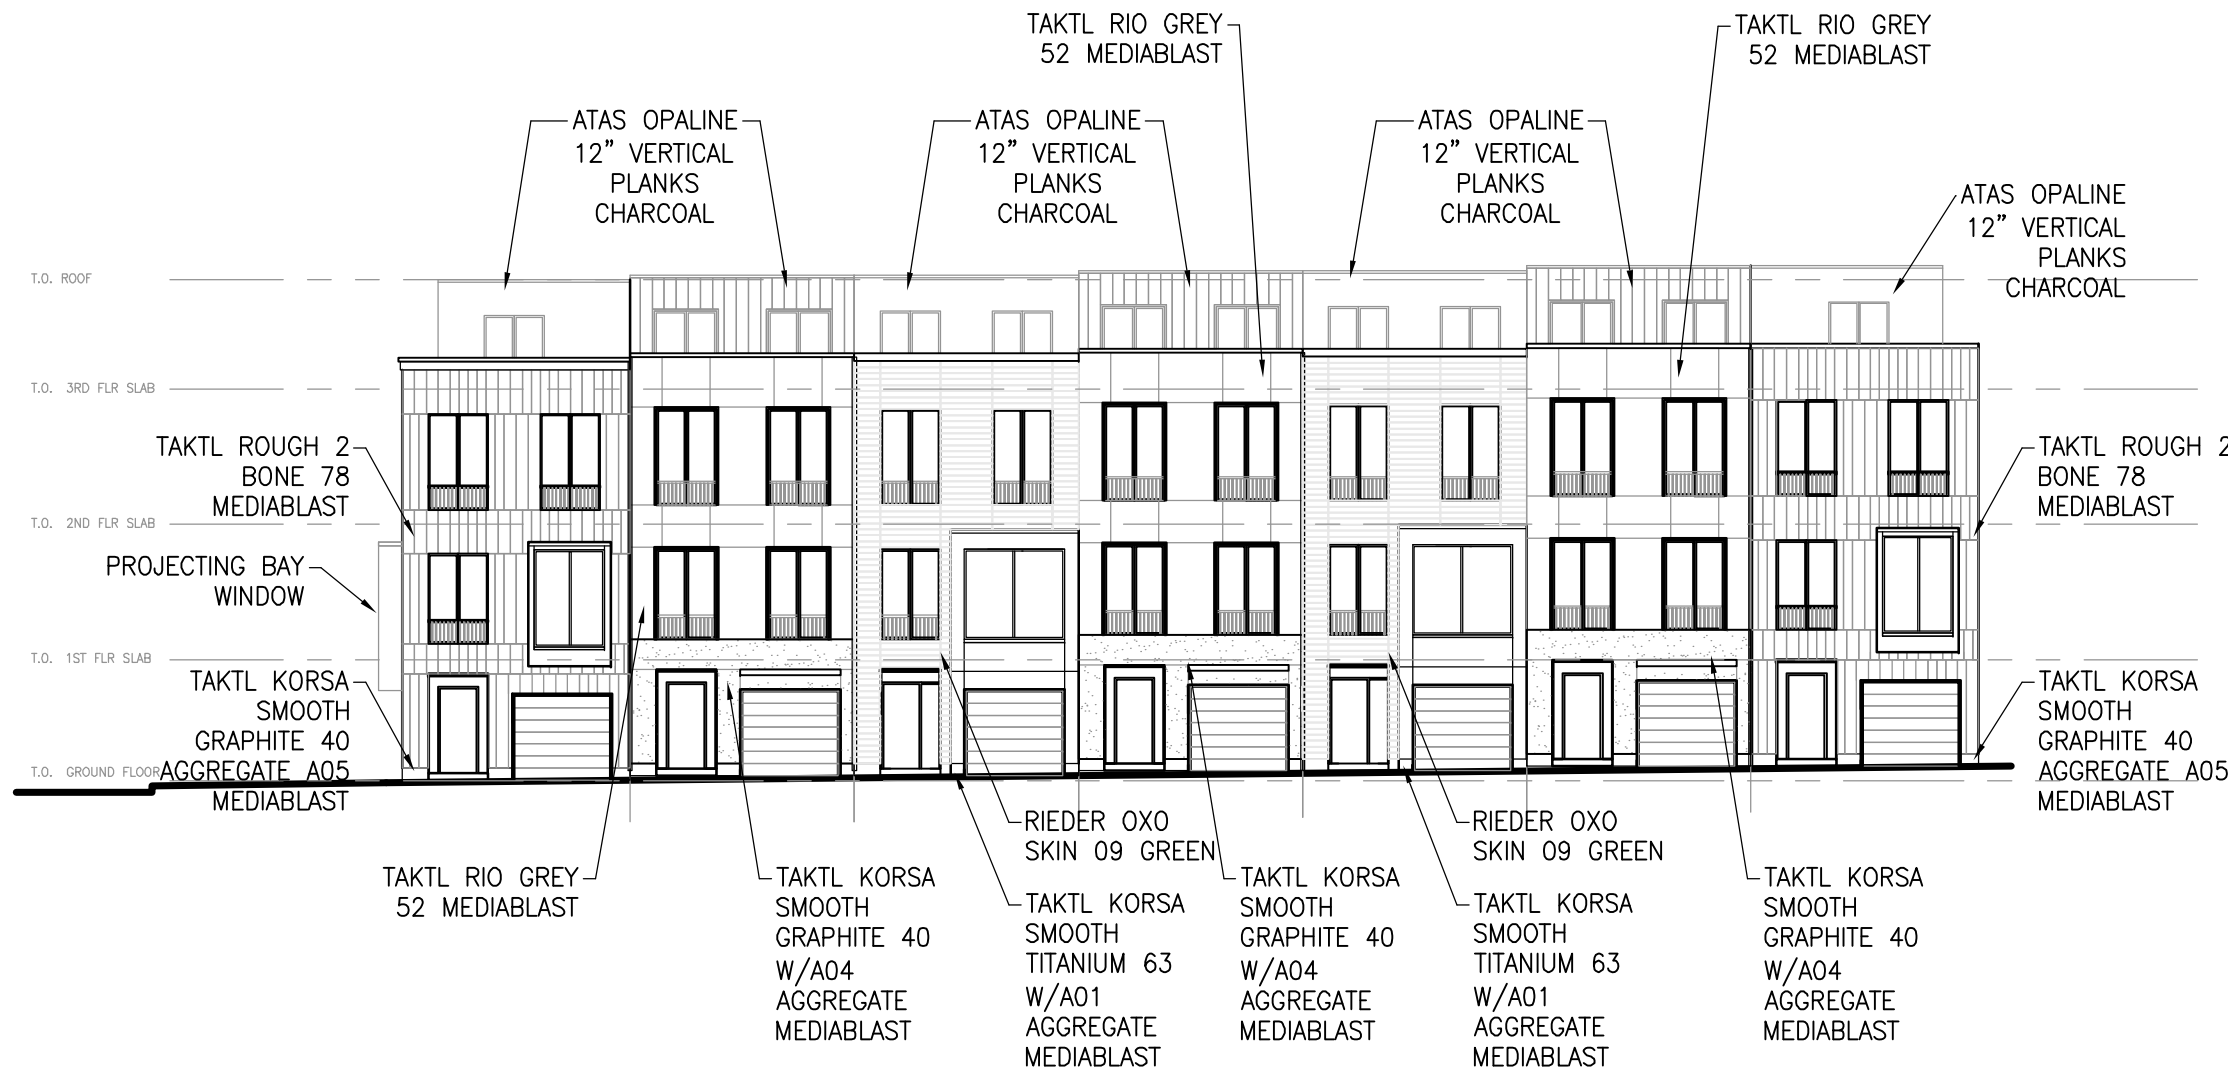 TAKTL RIO GREY
52 MEDIABLAST
TAKTL RIO GREY
52 MEDIABLAST
ATAS OPALINE
12" VERTICAL
PLANKS
CHARCOAL
ATAS OPALINE
12" VERTICAL
PLANKS
CHARCOAL
ATAS OPALINE
12" VERTICAL
PLANKS
CHARCOAL
ATAS OPALINE
12" VERTICAL
PLANKS
CHARCOAL
T.O. ROOF
T.O. 3RD FLR SLAB
TAKTL ROUGH 2
BONE 78
MEDIABLAST
TAKTL ROUGH 2
BONE 78
MEDIABLAST
T.O. 2ND FLR SLAB
PROJECTING BAY
WINDOW
T.O. 1ST FLR SLAB
TAKTL KORSA
SMOOTH
GRAPHITE 40
AGGREGATE A05
MEDIABLAST
TAKTL KORSA
SMOOTH
GRAPHITE 40
AGGREGATE A05
MEDIABLAST
T.O. GROUND FLOOR
RIEDER OXO
SKIN 09 GREEN
RIEDER OXO
SKIN 09 GREEN
TAKTL RIO GREY
52 MEDIABLAST
TAKTL KORSA
SMOOTH
GRAPHITE 40
W/A04
AGGREGATE
MEDIABLAST
TAKTL KORSA
SMOOTH
TITANIUM 63
W/A01
AGGREGATE
MEDIABLAST
TAKTL KORSA
SMOOTH
GRAPHITE 40
W/A04
AGGREGATE
MEDIABLAST
TAKTL KORSA
SMOOTH
TITANIUM 63
W/A01
AGGREGATE
MEDIABLAST
TAKTL KORSA
SMOOTH
GRAPHITE 40
W/A04
AGGREGATE
MEDIABLAST